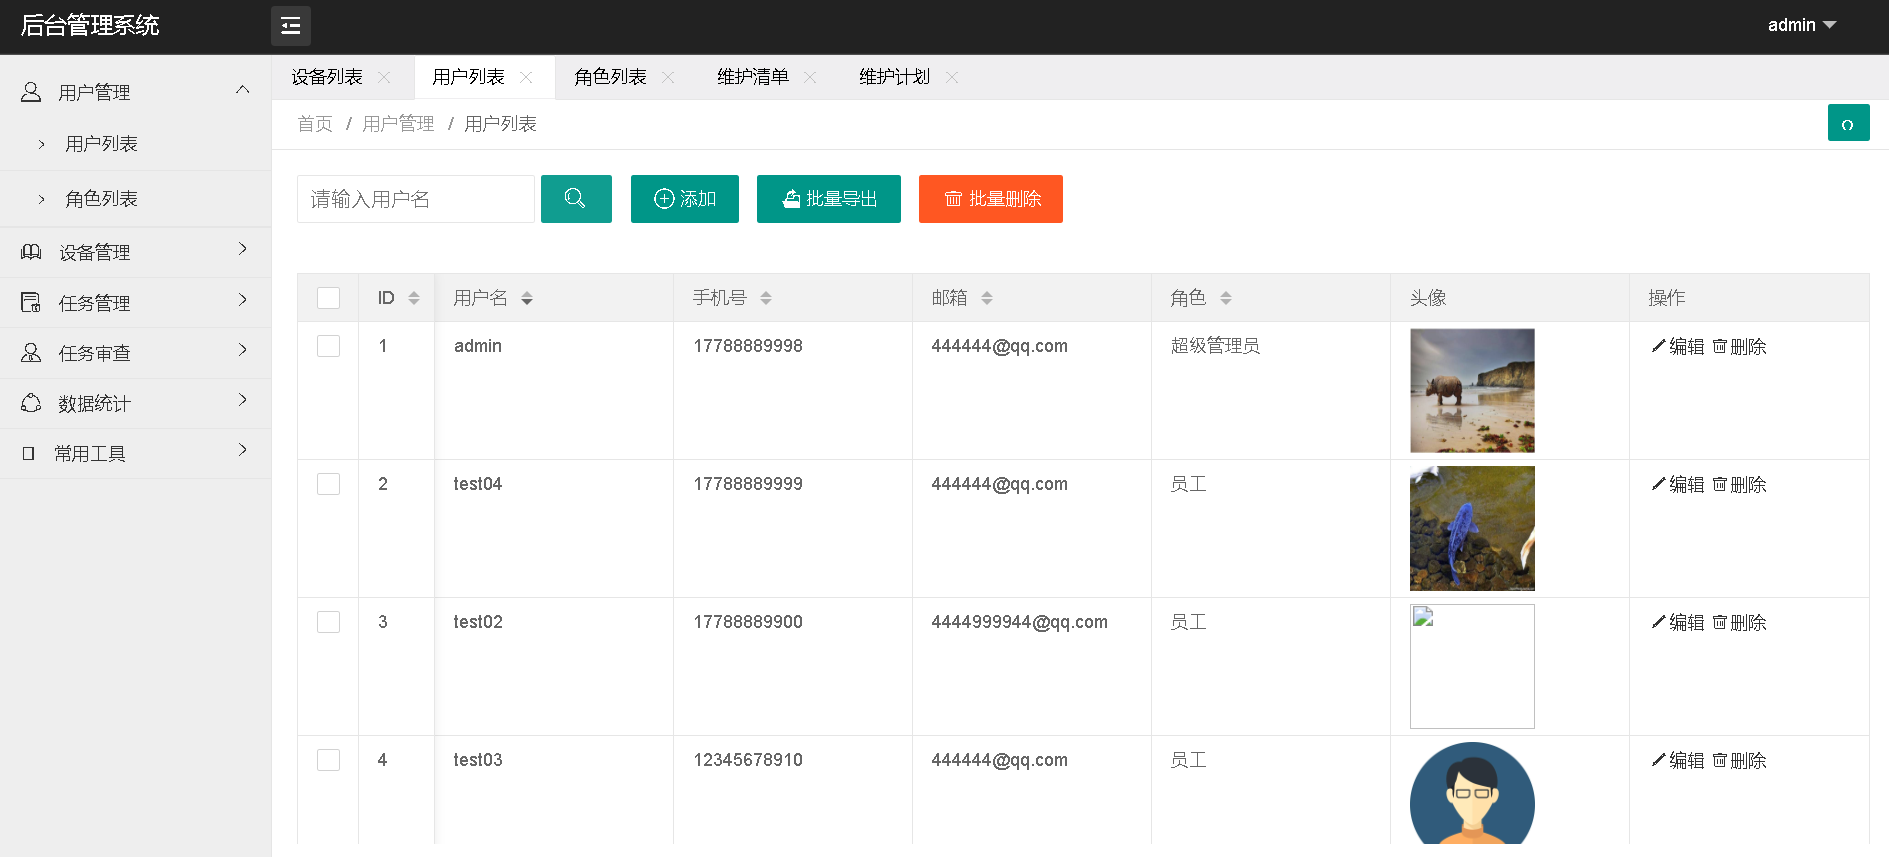 后台管理系统
admin
用户管理
用户列表
角色列表
设备管理
任务管理
任务审查
数据统计
常用工具
设备列表 用户列表 角色列表 维护清单 维护计划
首页 / 用户管理 / 用户列表
请输入用户名 添加 批量导出 批量删除
ID 用户名 手机号 邮箱 角色 头像 操作
1 admin 17788889998 444444@qq.com 超级管理员 编辑 删除
2 test04 17788889999 444444@qq.com 员工 编辑 删除
3 test02 17788889900 4444999944@qq.com 员工 编辑 删除
4 test03 12345678910 444444@qq.com 员工 编辑 删除